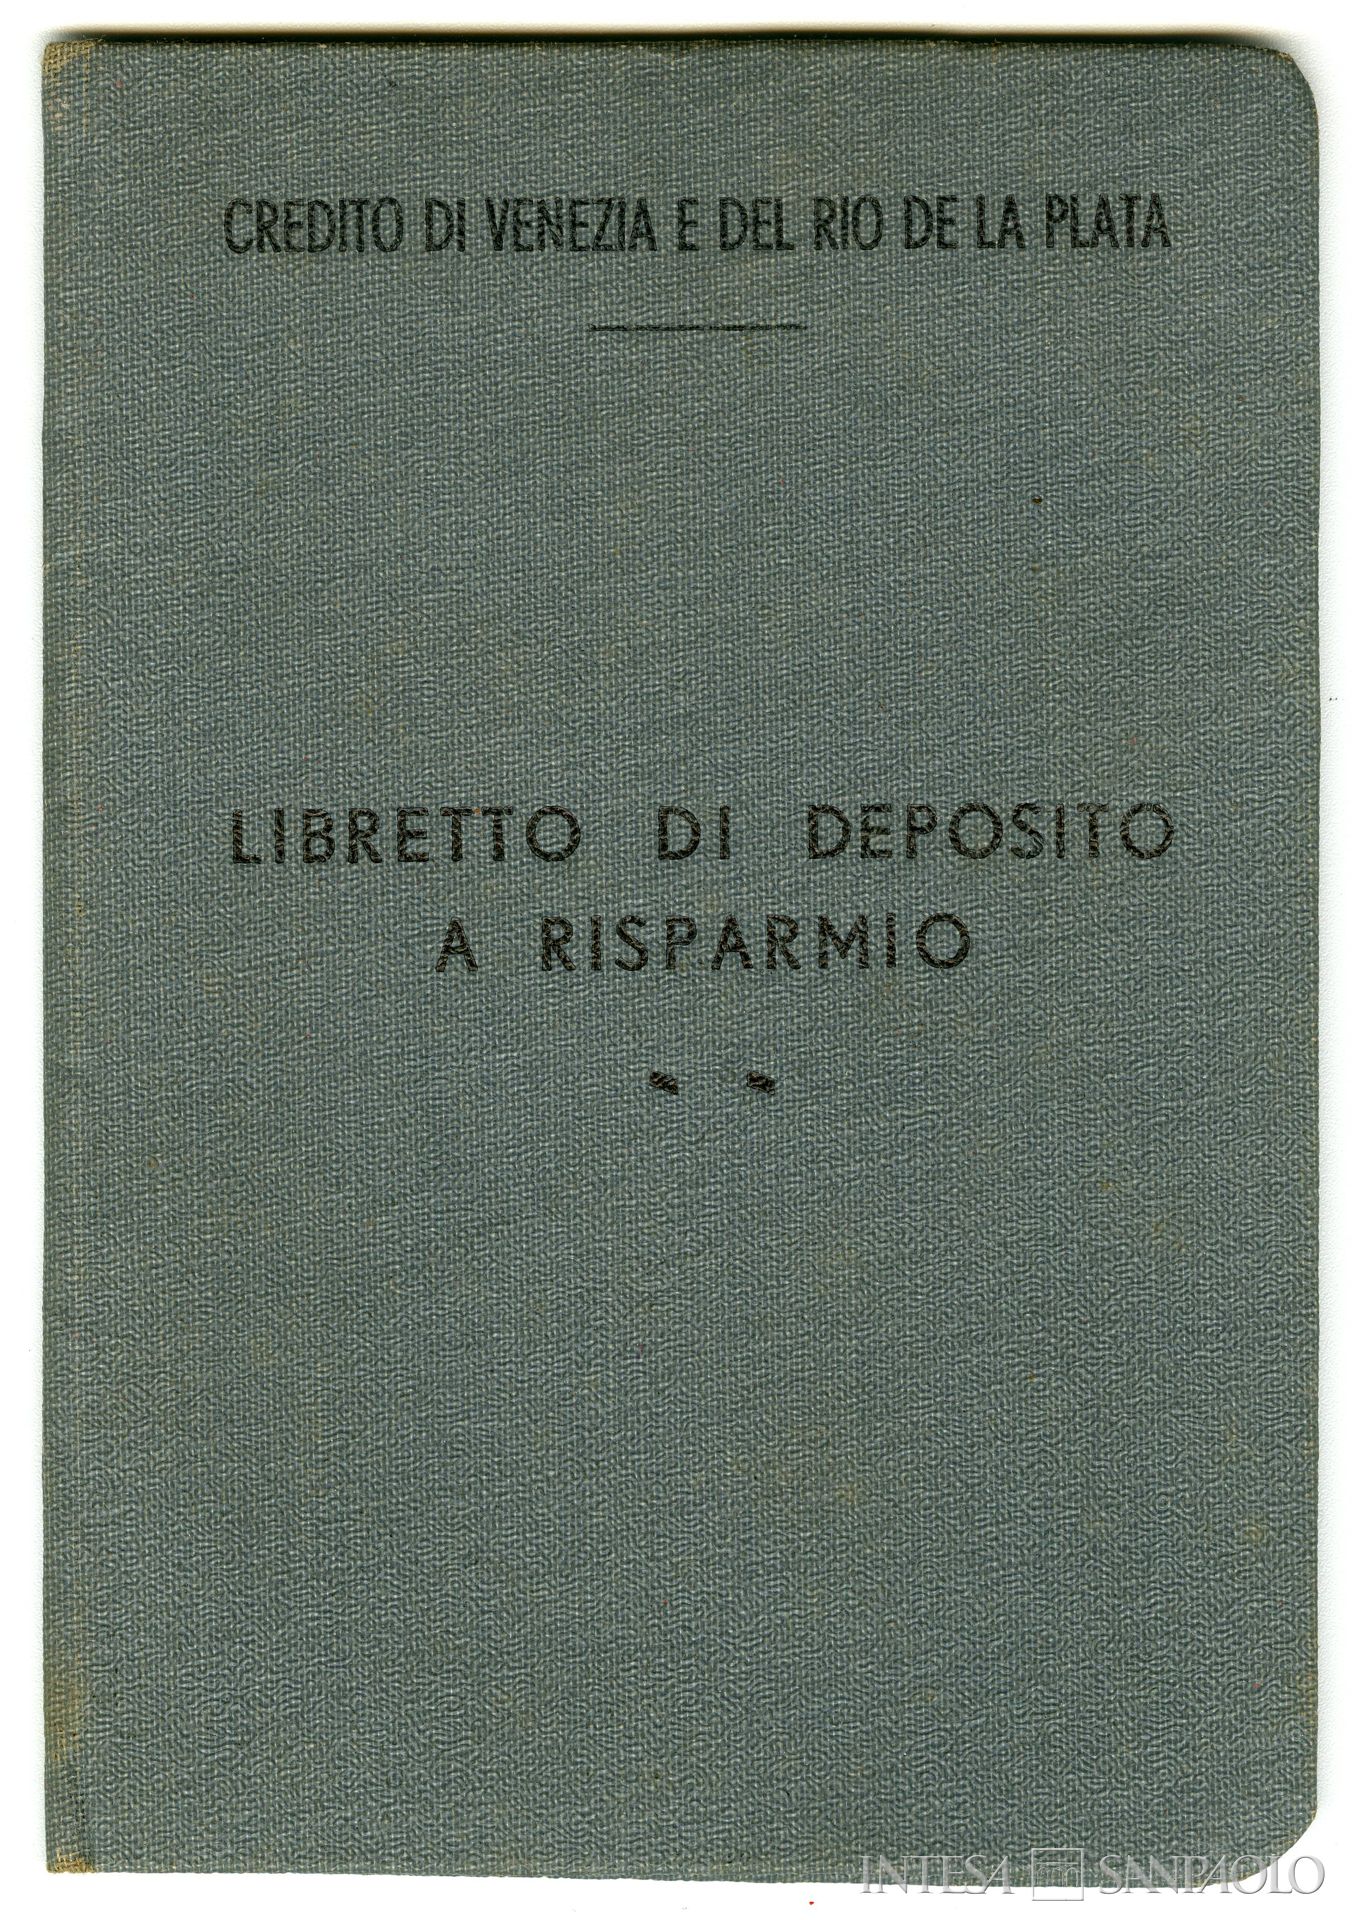 CREDITO DI VENEZIA E DEL RIO DE LA PLATA
LIBRETTO DI DEPOSITO
A RISPARMIO
INTESA SANPAOLO